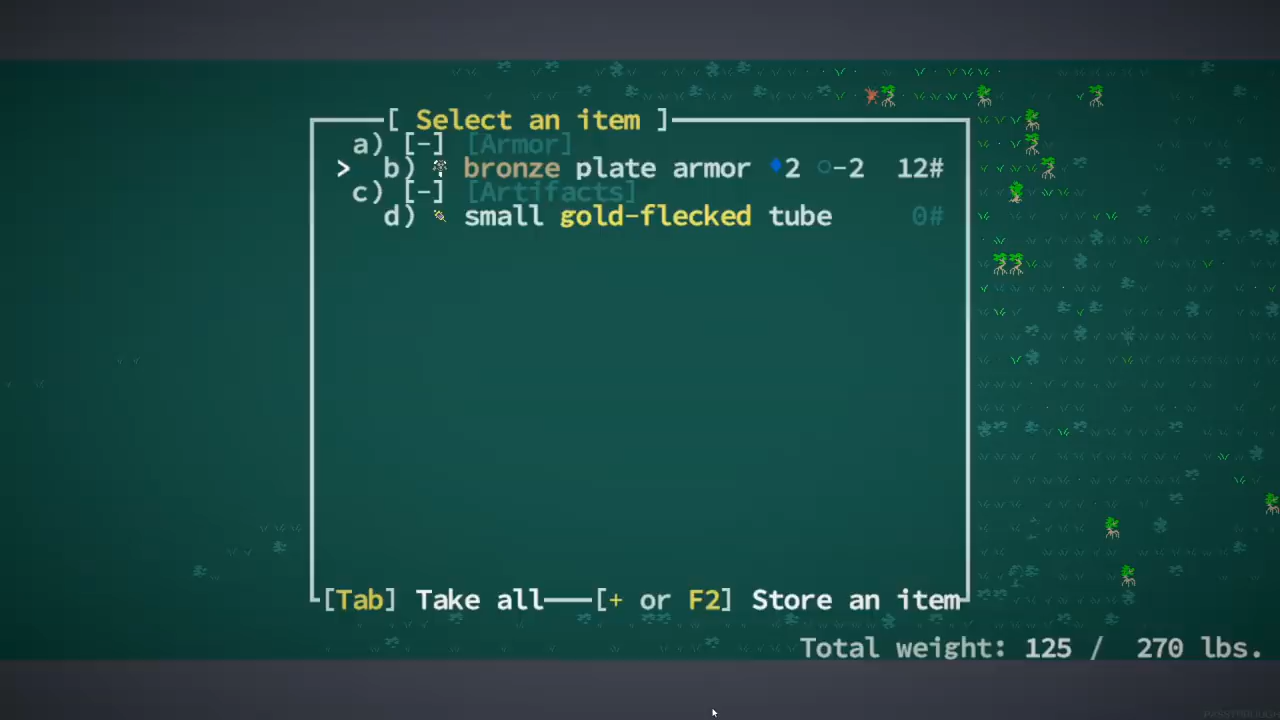 [ Select an item ]
a) [-] [Armor]
> b) bronze plate armor ♦2 ○-2 12#
c) [-] [Artifacts]
d) small gold-flecked tube 0#
[Tab] Take all [+ or F2] Store an item
Total weight: 125 / 270 lbs.